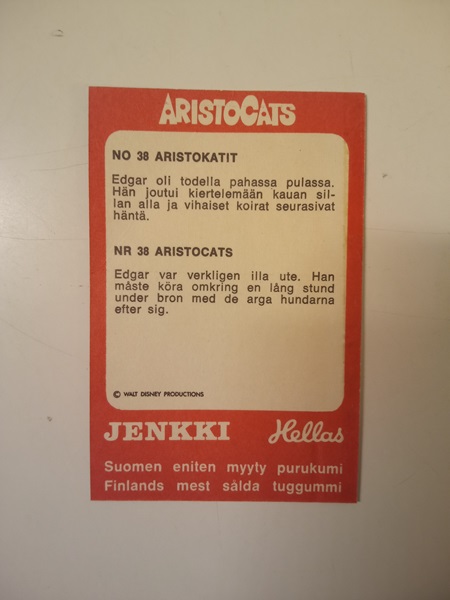 ARISTOCATS
NO 38 ARISTOKATIT
Edgar oli todella pahassa pulassa.
Hän joutui kiertelemään kauan sil-
lan alla ja vihaiset koirat seurasivat
häntä.
NR 38 ARISTOCATS
Edgar var verkligen illa ute. Han
måste köra omkring en lång stund
under bron med de arga hundarna
efter sig.
© WALT DISNEY PRODUCTIONS
JENKKI Hellas
Suomen eniten myyty purukumi
Finlands mest sålda tuggummi